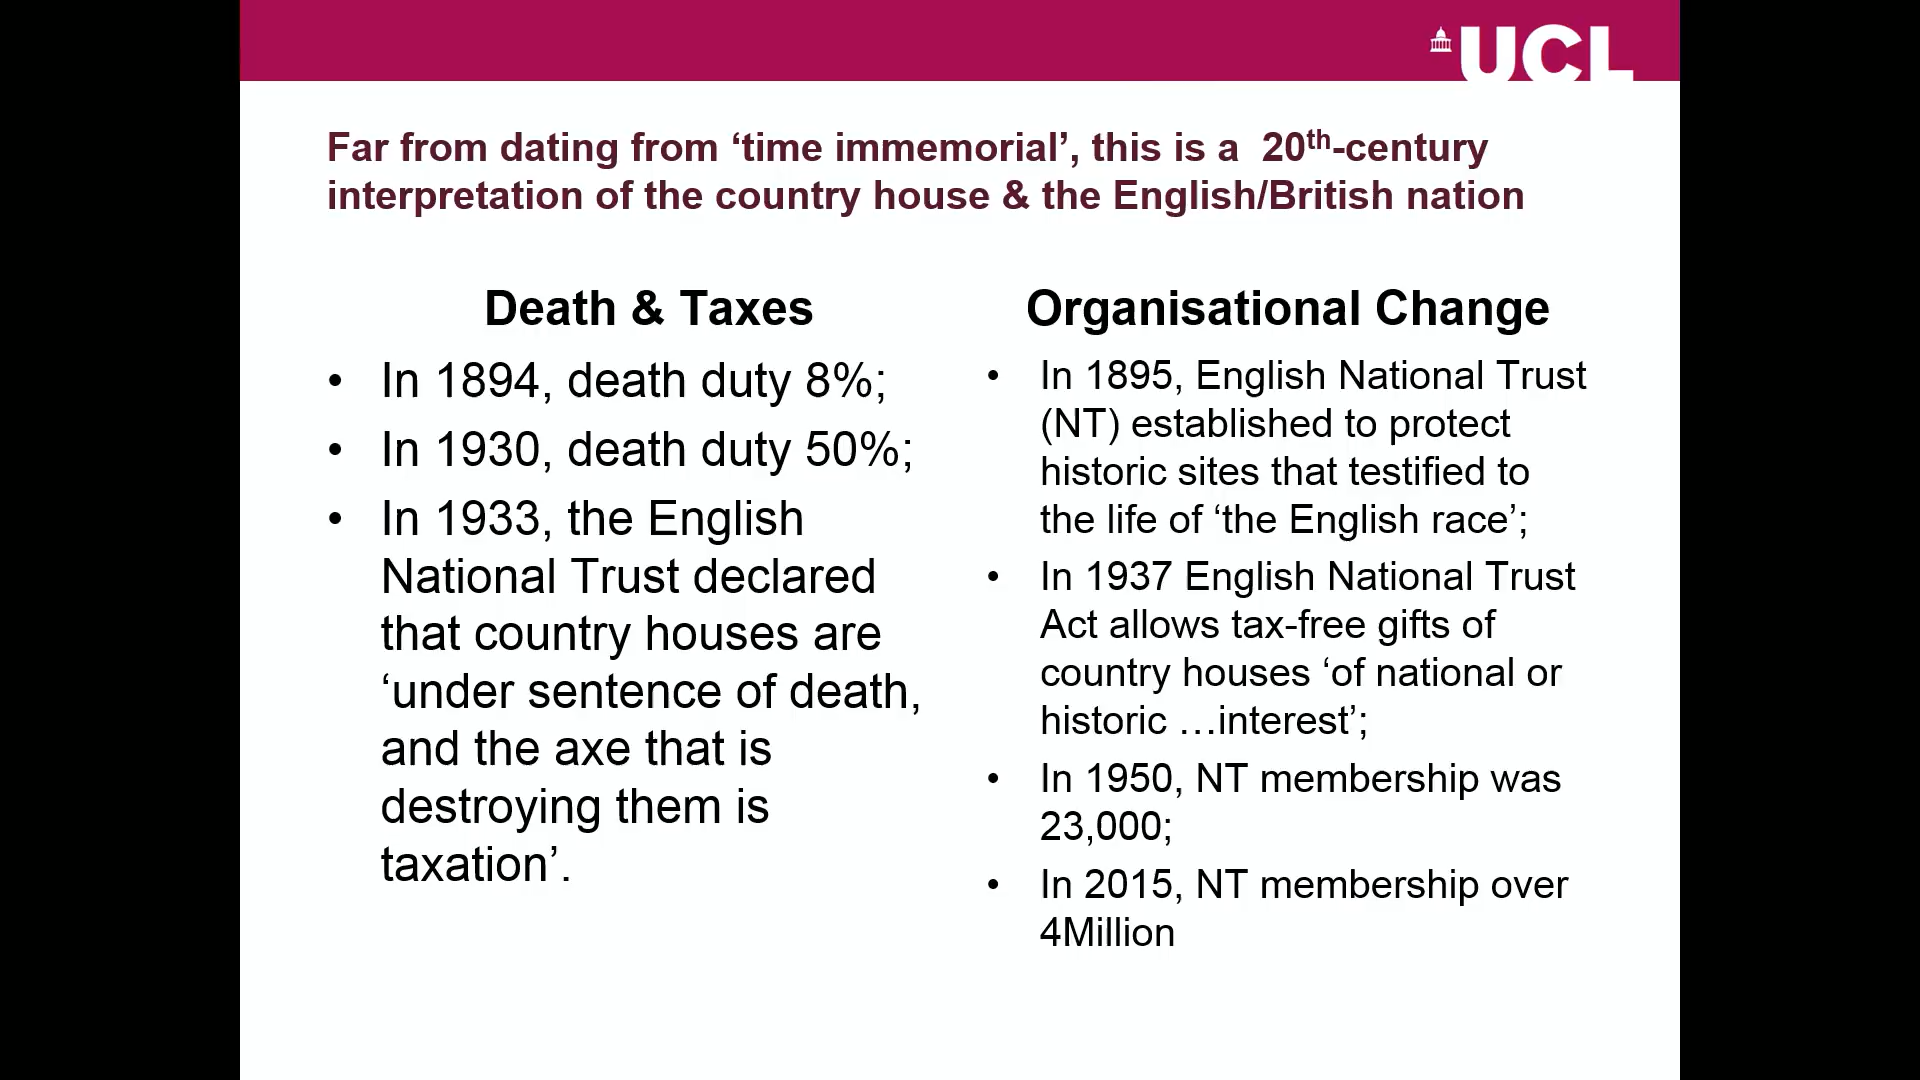 UCL
Far from dating from ‘time immemorial’, this is a 20th-century
interpretation of the country house & the English/British nation
Death & Taxes
• In 1894, death duty 8%;
• In 1930, death duty 50%;
• In 1933, the English
National Trust declared
that country houses are
‘under sentence of death,
and the axe that is
destroying them is
taxation’.
Organisational Change
• In 1895, English National Trust
(NT) established to protect
historic sites that testified to
the life of ‘the English race’;
• In 1937 English National Trust
Act allows tax-free gifts of
country houses ‘of national or
historic …interest’;
• In 1950, NT membership was
23,000;
• In 2015, NT membership over
4Million